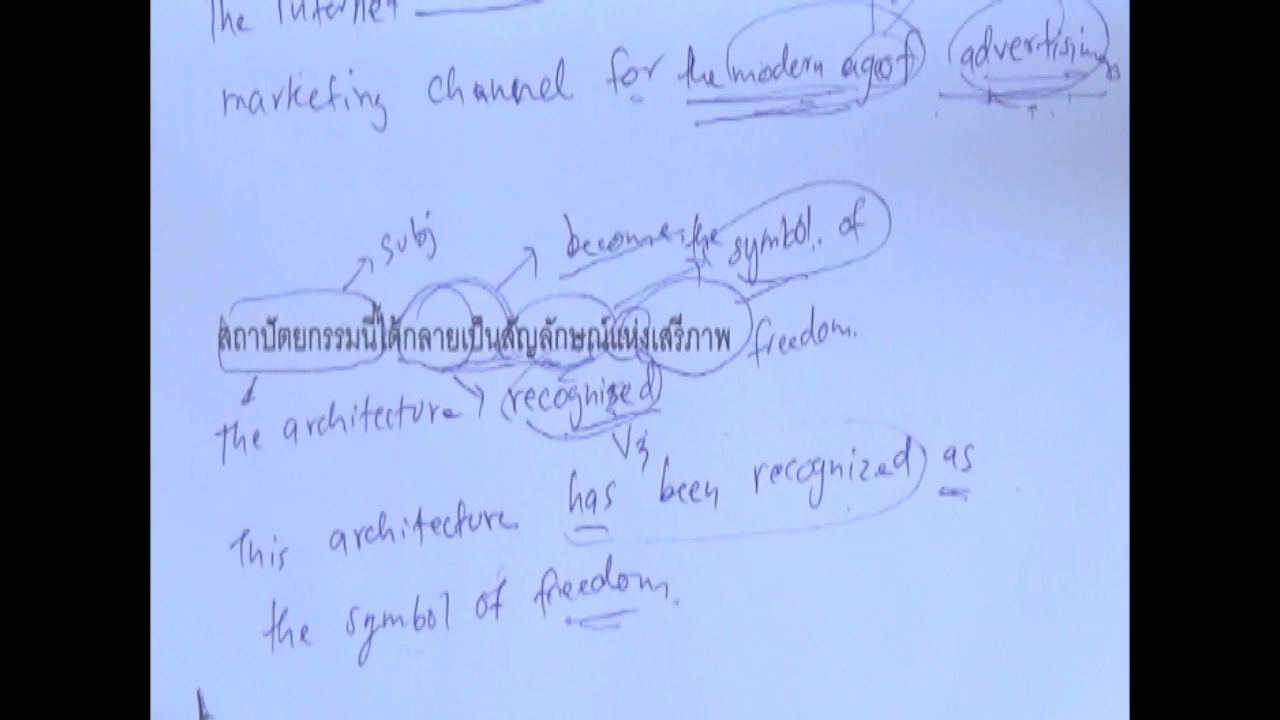 The Internet
marketing channel for the modern age of advertising
subj
become the symbol of
สถาปัตยกรรมนี้ได้กลายเป็นสัญลักษณ์แห่งเสรีภาพ freedom.
the architecture recognized
V3
This architecture has been recognized as
the symbol of freedom.